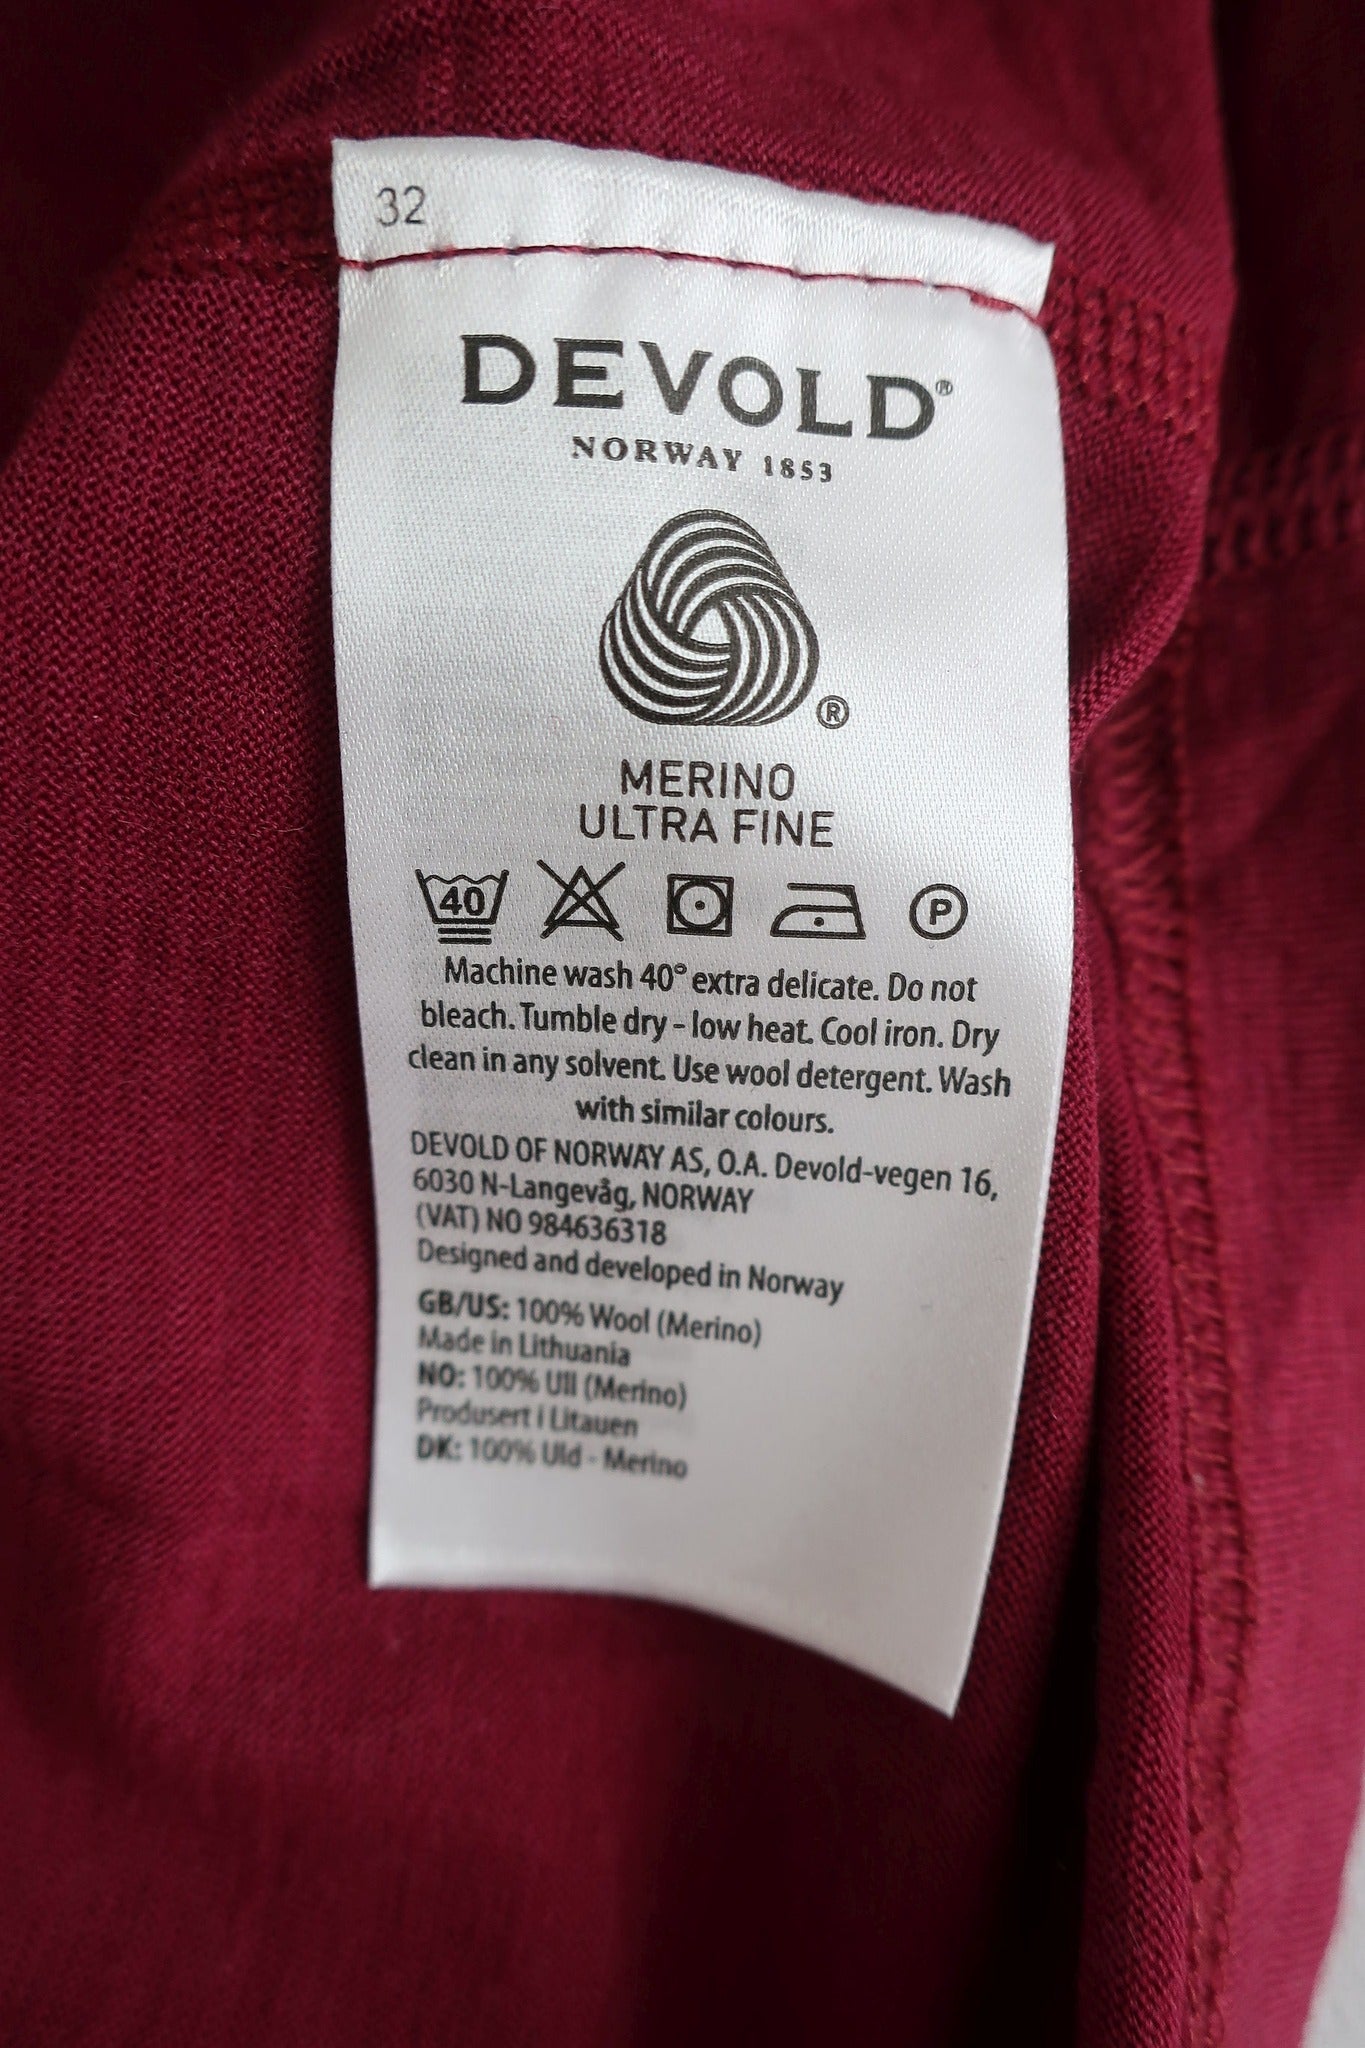 32
DEVOLD®
NORWAY 1853
®
MERINO
ULTRA FINE
40 P
Machine wash 40° extra delicate. Do not
bleach. Tumble dry - low heat. Cool iron. Dry
clean in any solvent. Use wool detergent. Wash
with similar colours.
DEVOLD OF NORWAY AS, O.A. Devold-vegen 16,
6030 N-Langevåg, NORWAY
(VAT) NO 984636318
Designed and developed in Norway
GB/US: 100% Wool (Merino)
Made in Lithuania
NO: 100% Ull (Merino)
Produsert i Litauen
DK: 100% Uld - Merino